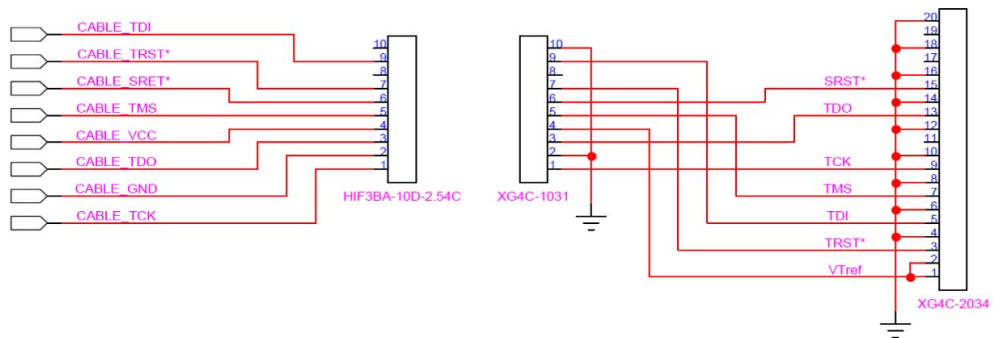 CABLE_TDI
CABLE_TRST*
CABLE_SRET*
CABLE_TMS
CABLE_VCC
CABLE_TDO
CABLE_GND
CABLE_TCK
10
9
8
7
6
5
4
3
2
1
HIF3BA-10D-2.54C
10
9
8
7
6
5
4
3
2
1
XG4C-1031
SRST*
TDO
TCK
TMS
TDI
TRST*
VTref
20
19
18
17
16
15
14
13
12
11
10
9
8
7
6
5
4
3
2
1
XG4C-2034